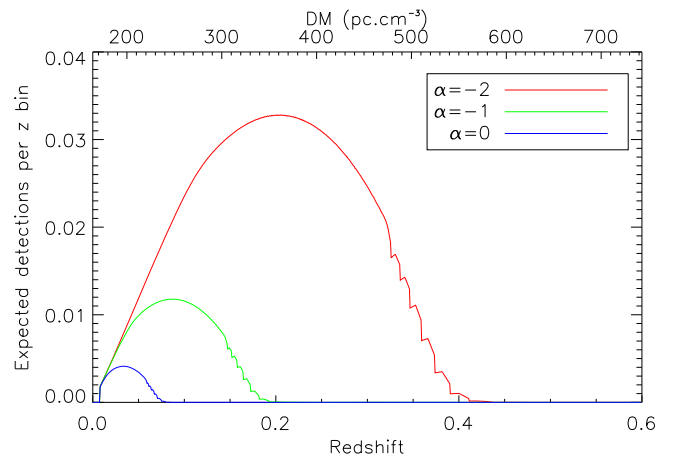 DM (pc.cm⁻³)
200 300 400 500 600 700
0.04
0.03
0.02
0.01
0.00
Expected detections per z bin
α=−2
α=−1
α=0
0.0 0.2 0.4 0.6
Redshift